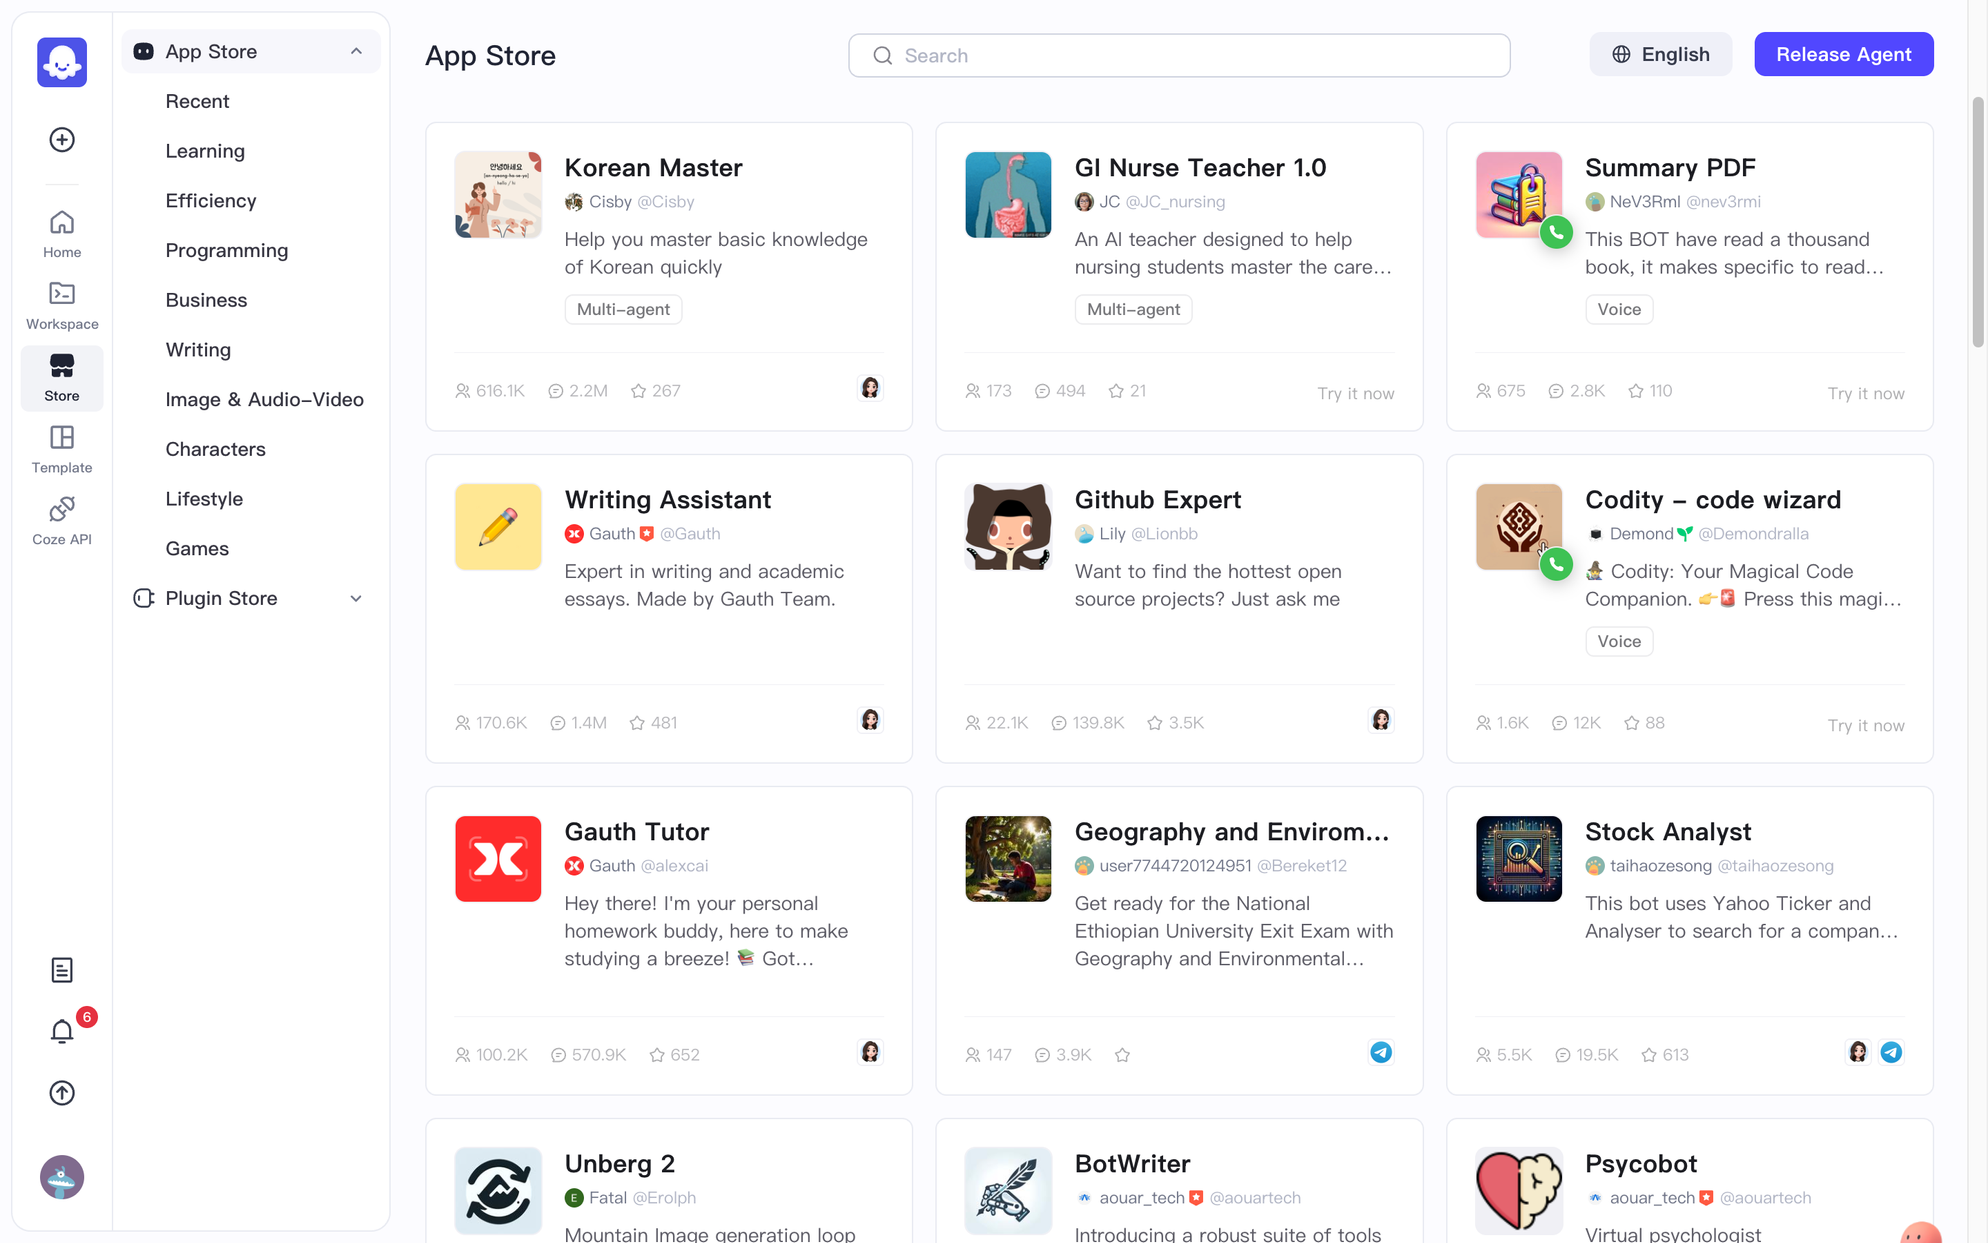 App Store
Recent
Learning
Efficiency
Programming
Business
Writing
Image & Audio-Video
Characters
Lifestyle
Games
Plugin Store
Home
Workspace
Store
Template
Coze API
6
App Store
Search
English
Release Agent
안녕하세요
Korean Master
Cisby @Cisby
Help you master basic knowledge
of Korean quickly
Multi-agent
616.1K 2.2M 267
GI Nurse Teacher 1.0
JC @JC_nursing
An AI teacher designed to help
nursing students master the care...
Multi-agent
173 494 21 Try it now
Summary PDF
NeV3RmI @nev3rmi
This BOT have read a thousand
book, it makes specific to read...
Voice
675 2.8K 110 Try it now
Writing Assistant
Gauth @Gauth
Expert in writing and academic
essays. Made by Gauth Team.
170.6K 1.4M 481
Github Expert
Lily @Lionbb
Want to find the hottest open
source projects? Just ask me
22.1K 139.8K 3.5K
Codity - code wizard
Demond🌱 @Demondralla
Codity: Your Magical Code
Companion. 👉🚨 Press this magi...
Voice
1.6K 12K 88 Try it now
Gauth Tutor
Gauth @alexcai
Hey there! I'm your personal
homework buddy, here to make
studying a breeze! 📚 Got...
100.2K 570.9K 652
Geography and Envirom...
user7744720124951 @Bereket12
Get ready for the National
Ethiopian University Exit Exam with
Geography and Environmental...
147 3.9K
Stock Analyst
taihaozesong @taihaozesong
This bot uses Yahoo Ticker and
Analyser to search for a compan...
5.5K 19.5K 613
Unberg 2
E Fatal @Erolph
Mountain Image generation loop
BotWriter
aouar_tech @aouartech
Introducing a robust suite of tools
Psycobot
aouar_tech @aouartech
Virtual psychologist